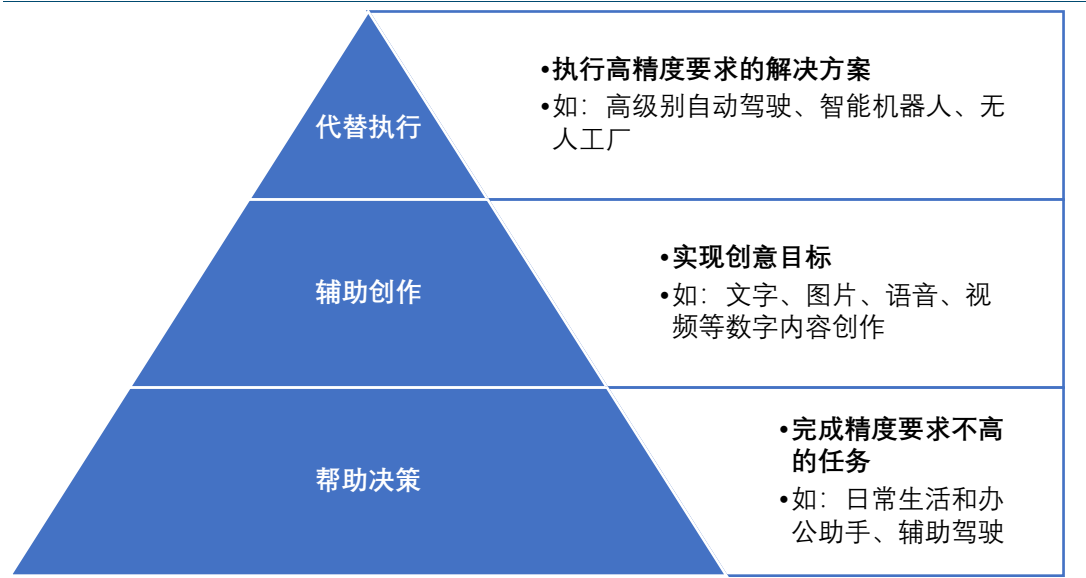 代替执行
•执行高精度要求的解决方案
•如：高级别自动驾驶、智能机器人、无
人工厂
辅助创作
•实现创意目标
•如：文字、图片、语音、视
频等数字内容创作
帮助决策
•完成精度要求不高
的任务
•如：日常生活和办
公助手、辅助驾驶